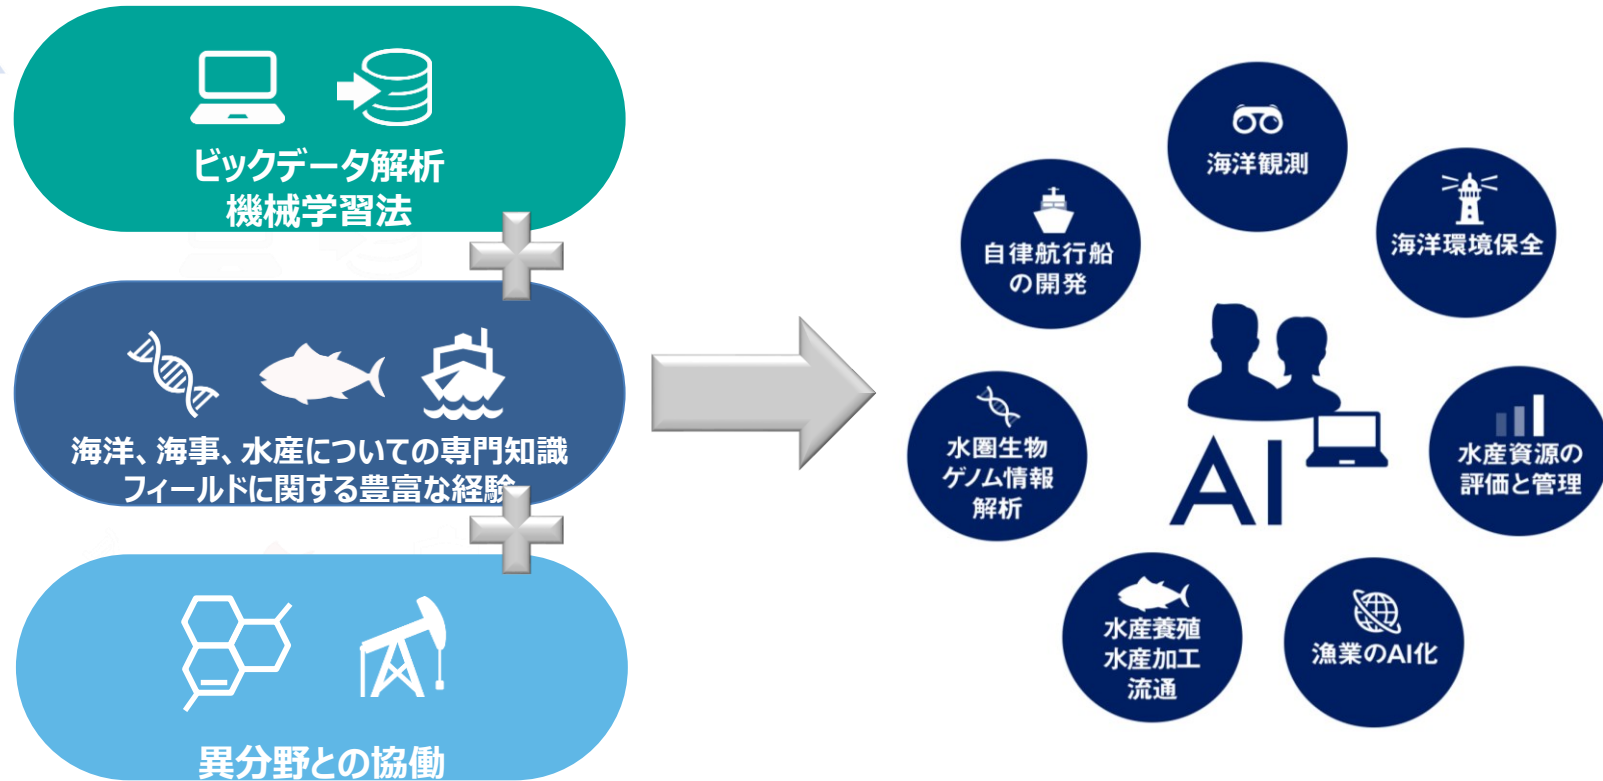 ビックデータ解析
機械学習法
海洋、海事、水産についての専門知識
フィールドに関する豊富な経験
異分野との協働
海洋観測
海洋環境保全
水産資源の
評価と管理
漁業のAI化
水産養殖
水産加工
流通
水圏生物
ゲノム情報
解析
自律航行船
の開発
AI